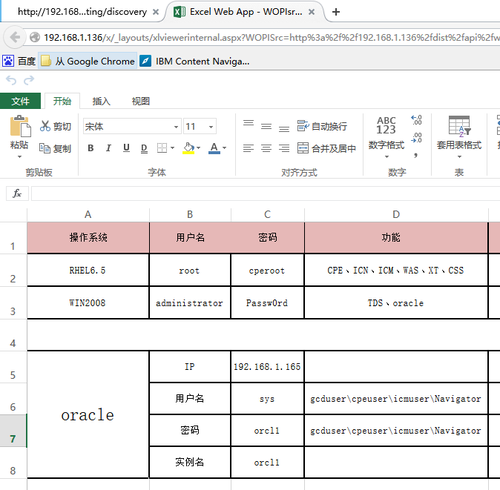 http://192.168...ting/discovery
Excel Web App - WOPISr...
192.168.1.136/x/_layouts/xlviewerinternal.aspx?WOPISrc=http%3a%2f%2f192.168.1.136%2fdist%2fapi%2fw
百度
从 Google Chrome
IBM Content Naviga...
文件
开始
插入
视图
粘贴
剪切
复制
剪贴板
宋体
11
B
I
U
D
A
字体
自动换行
合并及居中
对齐方式
ABC
123
数字格式
.0
.00
数字
套用表格式
表
fx
A
B
C
D
1
操作系统
用户名
密码
功能
2
RHEL6.5
root
cperoot
CPE、ICN、ICM、WAS、XT、CSS
3
WIN2008
administrator
Passw0rd
TDS、oracle
4
oracle
5
IP
192.168.1.165
6
用户名
sys
gcduser\cpeuser\icmuser\Navigator
7
密码
orcl1
gcduser\cpeuser\icmuser\Navigator
8
实例名
orcl1